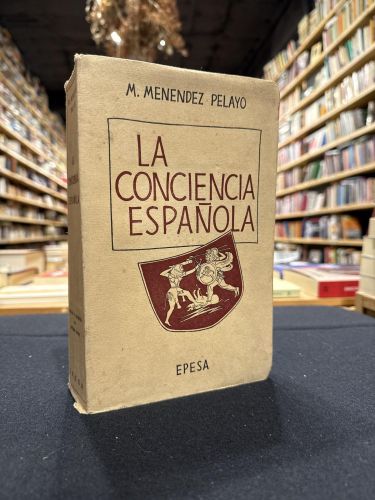 M. MENENDEZ PELAYO
LA
CONCIENCIA
ESPAÑOLA
EPESA